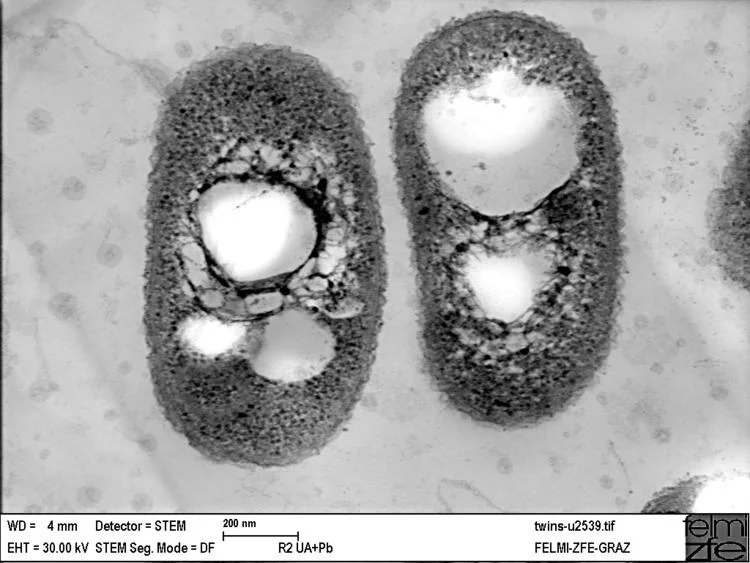 WD = 4 mm Detector = STEM 200 nm twins-u2539.tif
EHT = 30.00 kV STEM Seg. Mode = DF R2 UA+Pb FELMI-ZFE-GRAZ
felmi
zfe